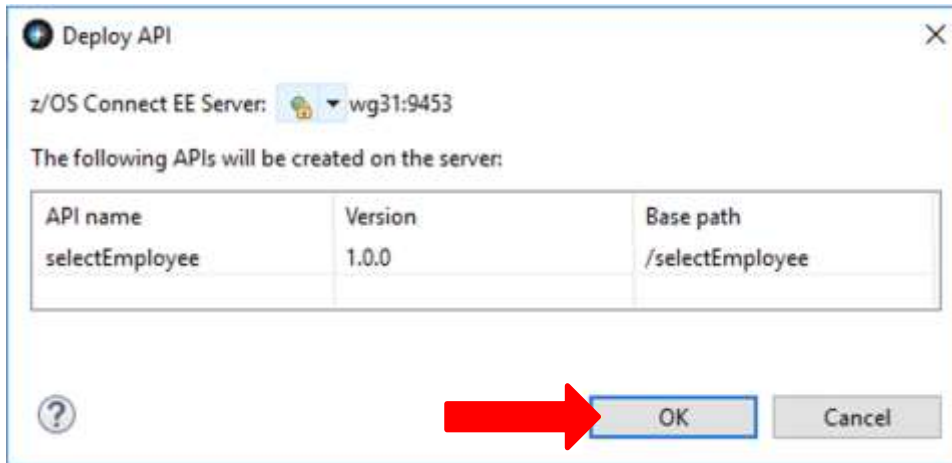 Deploy API
z/OS Connect EE Server: wg31:9453
The following APIs will be created on the server:
API name Version Base path
selectEmployee 1.0.0 /selectEmployee
? OK Cancel